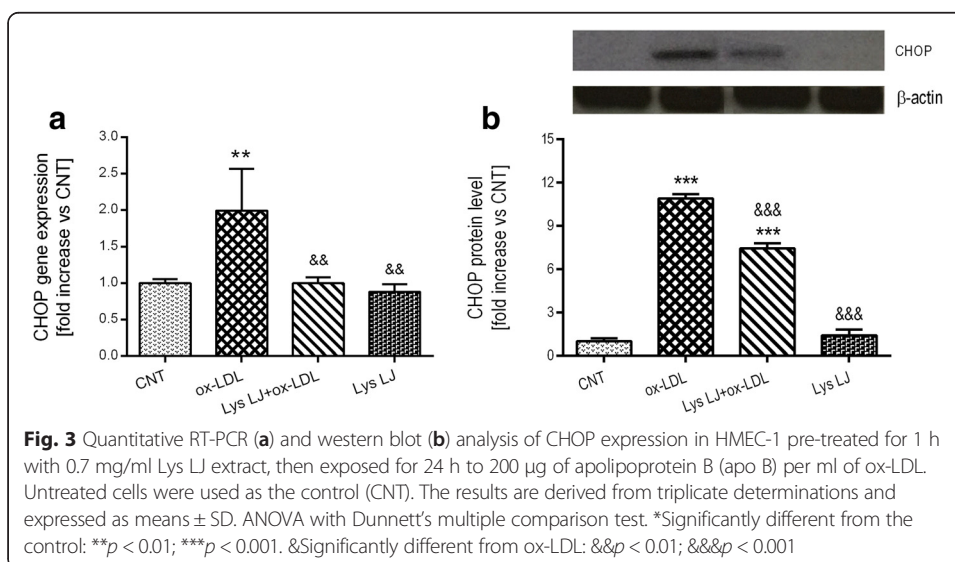 CHOP
β-actin
a
b
CHOP gene expression
[fold increase vs CNT]
3.0
2.5
2.0
1.5
1.0
0.5
0.0
**
&&
&&
CNT
ox-LDL
Lys LJ+ox-LDL
Lys LJ
CHOP protein level
[fold increase vs CNT]
15
12
9
6
3
0
***
&&&
***
&&&
CNT
ox-LDL
Lys LJ+ox-LDL
Lys LJ
Fig. 3 Quantitative RT-PCR (a) and western blot (b) analysis of CHOP expression in HMEC-1 pre-treated for 1 h
with 0.7 mg/ml Lys LJ extract, then exposed for 24 h to 200 μg of apolipoprotein B (apo B) per ml of ox-LDL.
Untreated cells were used as the control (CNT). The results are derived from triplicate determinations and
expressed as means ± SD. ANOVA with Dunnett's multiple comparison test. *Significantly different from the
control: **p < 0.01; ***p < 0.001. &Significantly different from ox-LDL: &&p < 0.01; &&&p < 0.001